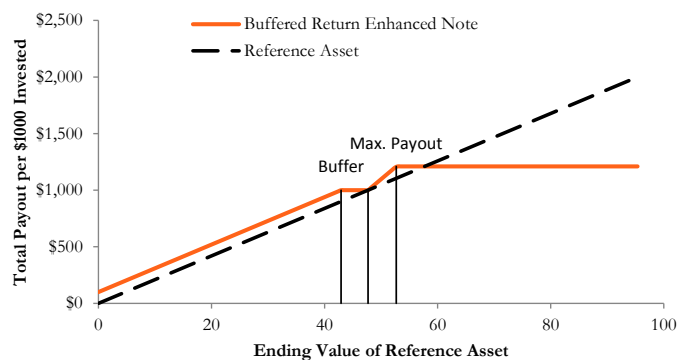 $2,500
Buffered Return Enhanced Note
Reference Asset
$2,000
$1,500
Max. Payout
Buffer
$1,000
$500
$0
0 20 40 60 80 100
Total Payout per $1000 Invested
Ending Value of Reference Asset